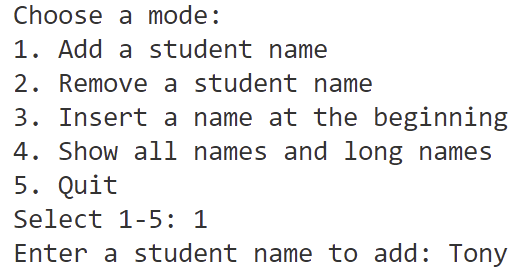 Choose a mode:
1. Add a student name
2. Remove a student name
3. Insert a name at the beginning
4. Show all names and long names
5. Quit
Select 1-5: 1
Enter a student name to add: Tony